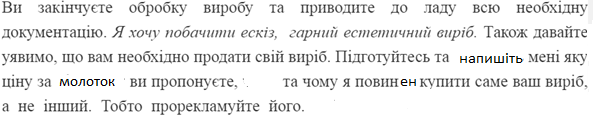 Ви закінчуєте обробку виробу та приводите до ладу всю необхідну
документацію. Я хочу побачити ескіз, гарний естетичний виріб. Також давайте
уявимо, що вам необхідно продати свій виріб. Підготуйтесь та напишіть мені яку
ціну за молоток ви пропонуєте, та чому я повинен купити саме ваш виріб,
а не інший. Тобто прорекламуйте його.